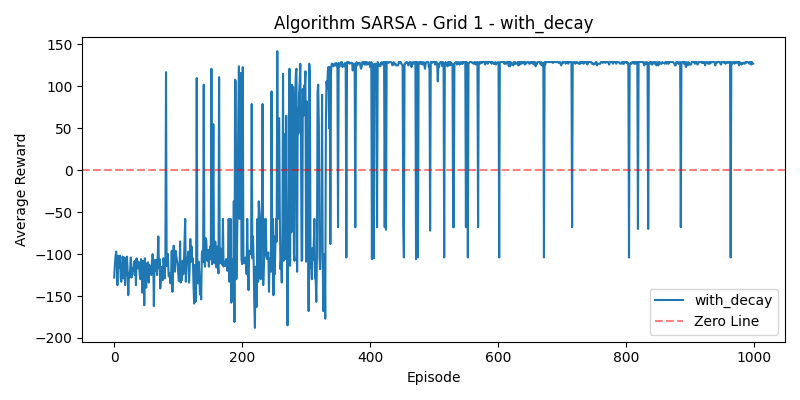 Algorithm SARSA - Grid 1 - with_decay
Average Reward
150
100
50
0
−50
−100
−150
−200
0
200
400
600
800
1000
Episode
with_decay
Zero Line